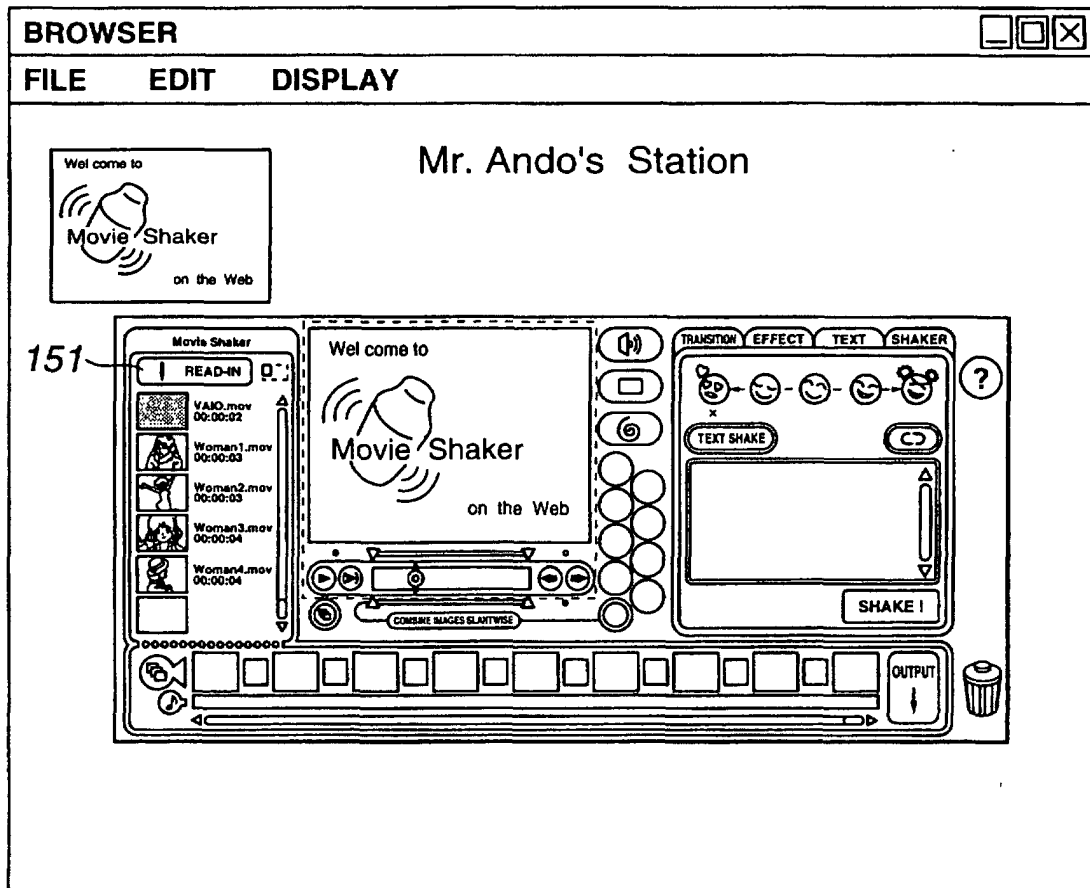 BROWSER
FILE EDIT DISPLAY
Mr. Ando's Station
Wel come to
Movie Shaker
on the Web
151
Movie Shaker
READ-IN
VAIO.mov
00:00:02
Woman1.mov
00:00:03
Woman2.mov
00:00:03
Woman3.mov
00:00:04
Woman4.mov
00:00:04
Wel come to
Movie Shaker
on the Web
COMBINE IMAGES SLANTWISE
TRANSITION EFFECT TEXT SHAKER
?
×
TEXT SHAKE
SHAKE !
OUTPUT